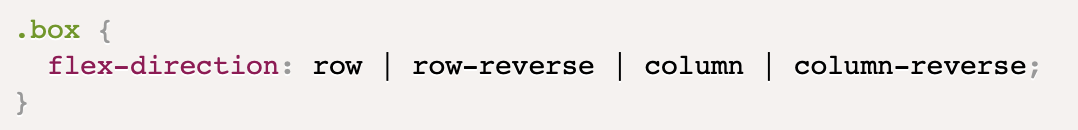 .box {
  flex-direction: row | row-reverse | column | column-reverse;
}